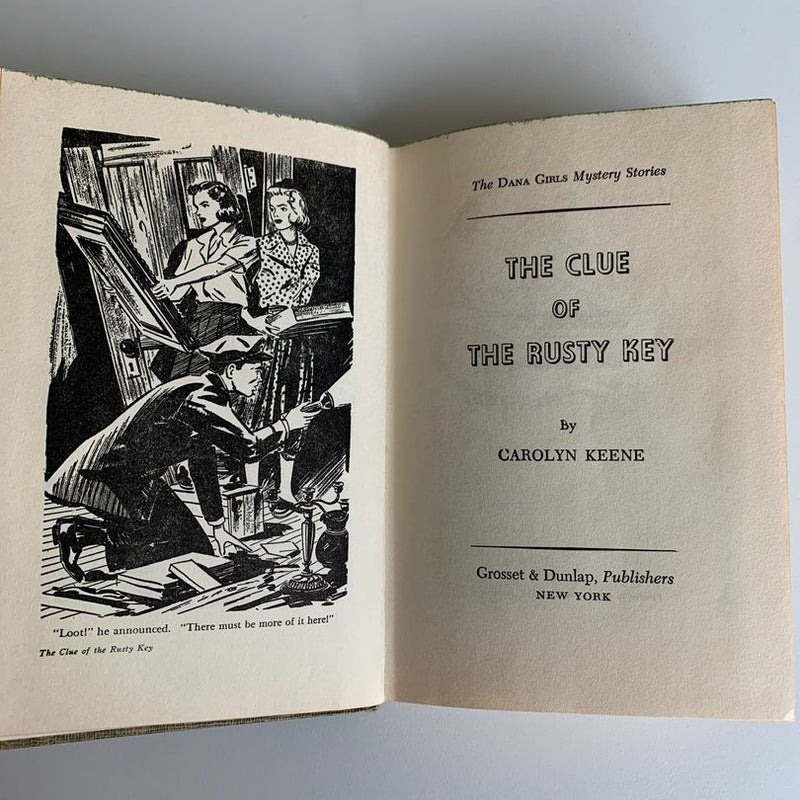 "Loot!" he announced. "There must be more of it here!"
The Clue of the Rusty Key
The DANA GIRLS Mystery Stories
THE CLUE
OF
THE RUSTY KEY
By
CAROLYN KEENE
Grosset & Dunlap, Publishers
NEW YORK